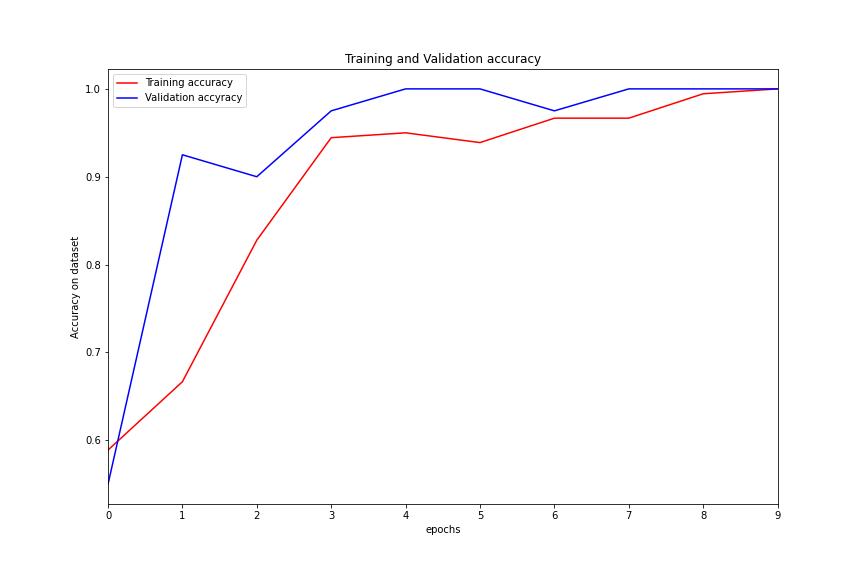 Training and Validation accuracy
Training accuracy
Validation accyracy
1.0
0.9
0.8
0.7
0.6
Accuracy on dataset
0 1 2 3 4 5 6 7 8 9
epochs